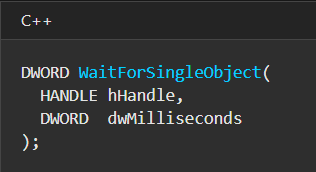 C++
DWORD WaitForSingleObject(
  HANDLE hHandle,
  DWORD  dwMilliseconds
);